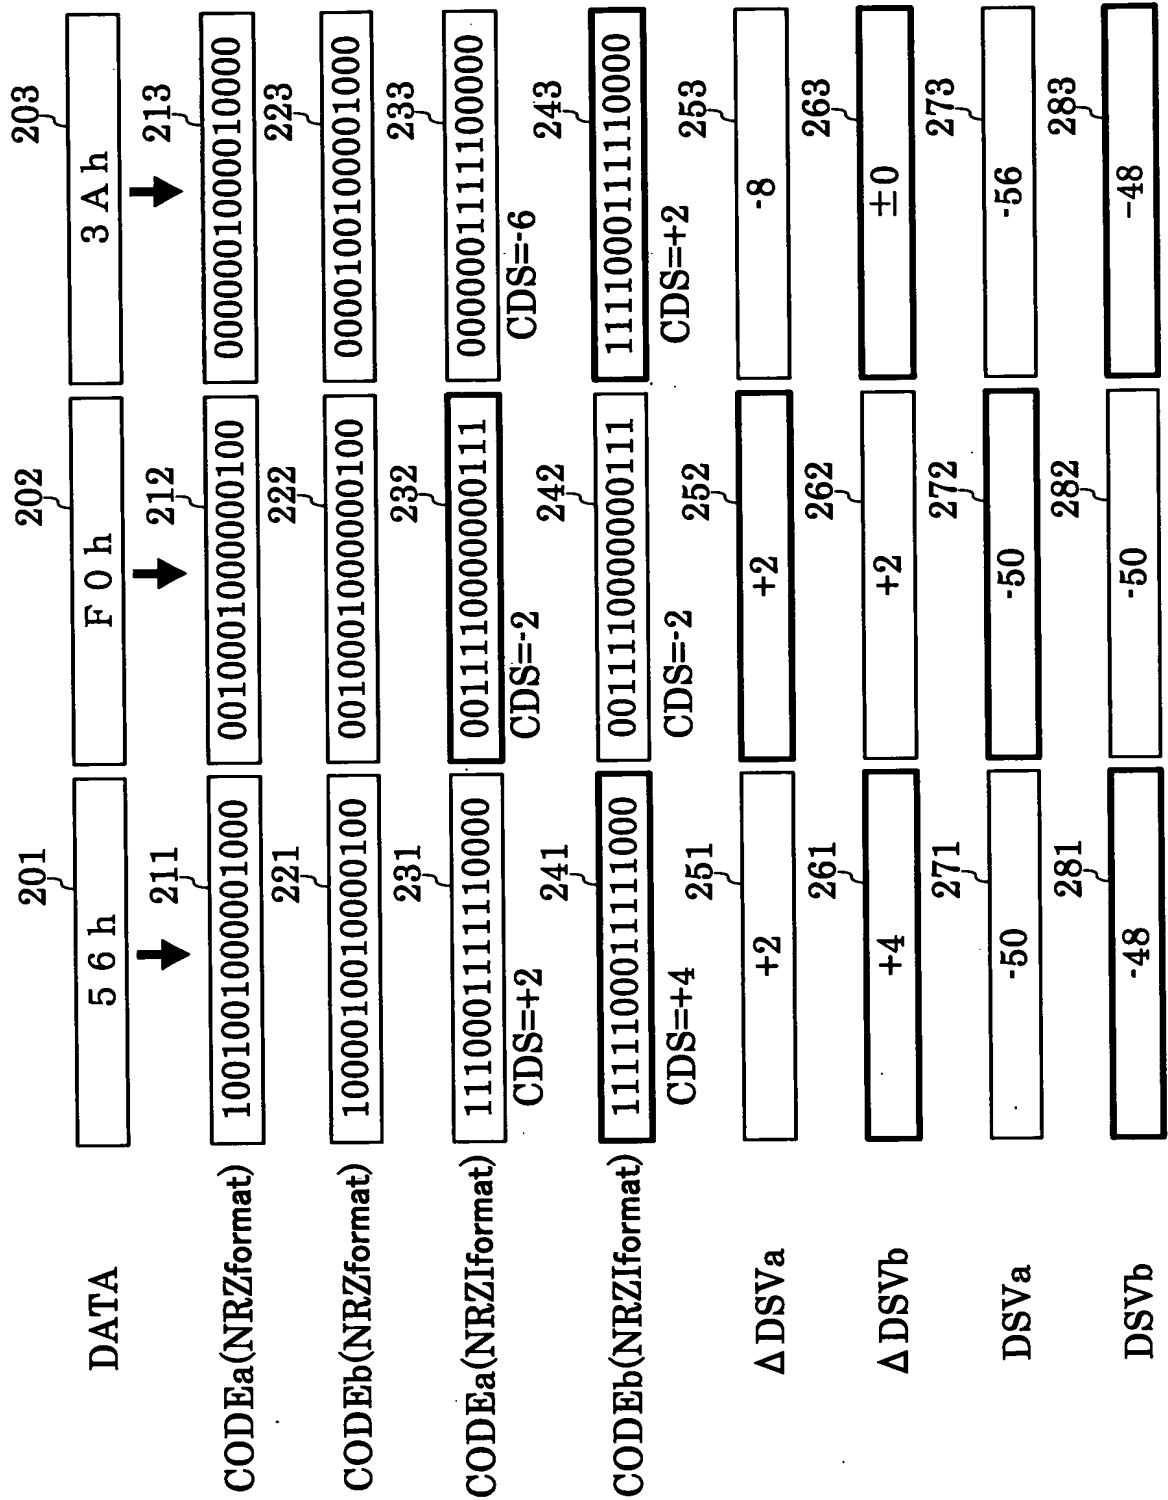 201 202 203
DATA 5 6 h F 0 h 3 A h
211 212 213
CODEa(NRZformat) 1001001000001000 0010001000000100 0000001000010000
221 222 223
CODEb(NRZformat) 1000010010000100 0010001000000100 0000100100001000
231 232 233
CODEa(NRZIformat) 1110001111110000 0011110000000111 0000001111100000
CDS=+2 CDS=-2 CDS=-6
241 242 243
CODEb(NRZIformat) 1111100011111000 0011110000000111 1111000111110000
CDS=+4 CDS=-2 CDS=+2
251 252 253
ΔDSVa +2 +2 -8
261 262 263
ΔDSVb +4 +2 ±0
271 272 273
DSVa -50 -50 -56
281 282 283
DSVb -48 -50 -48